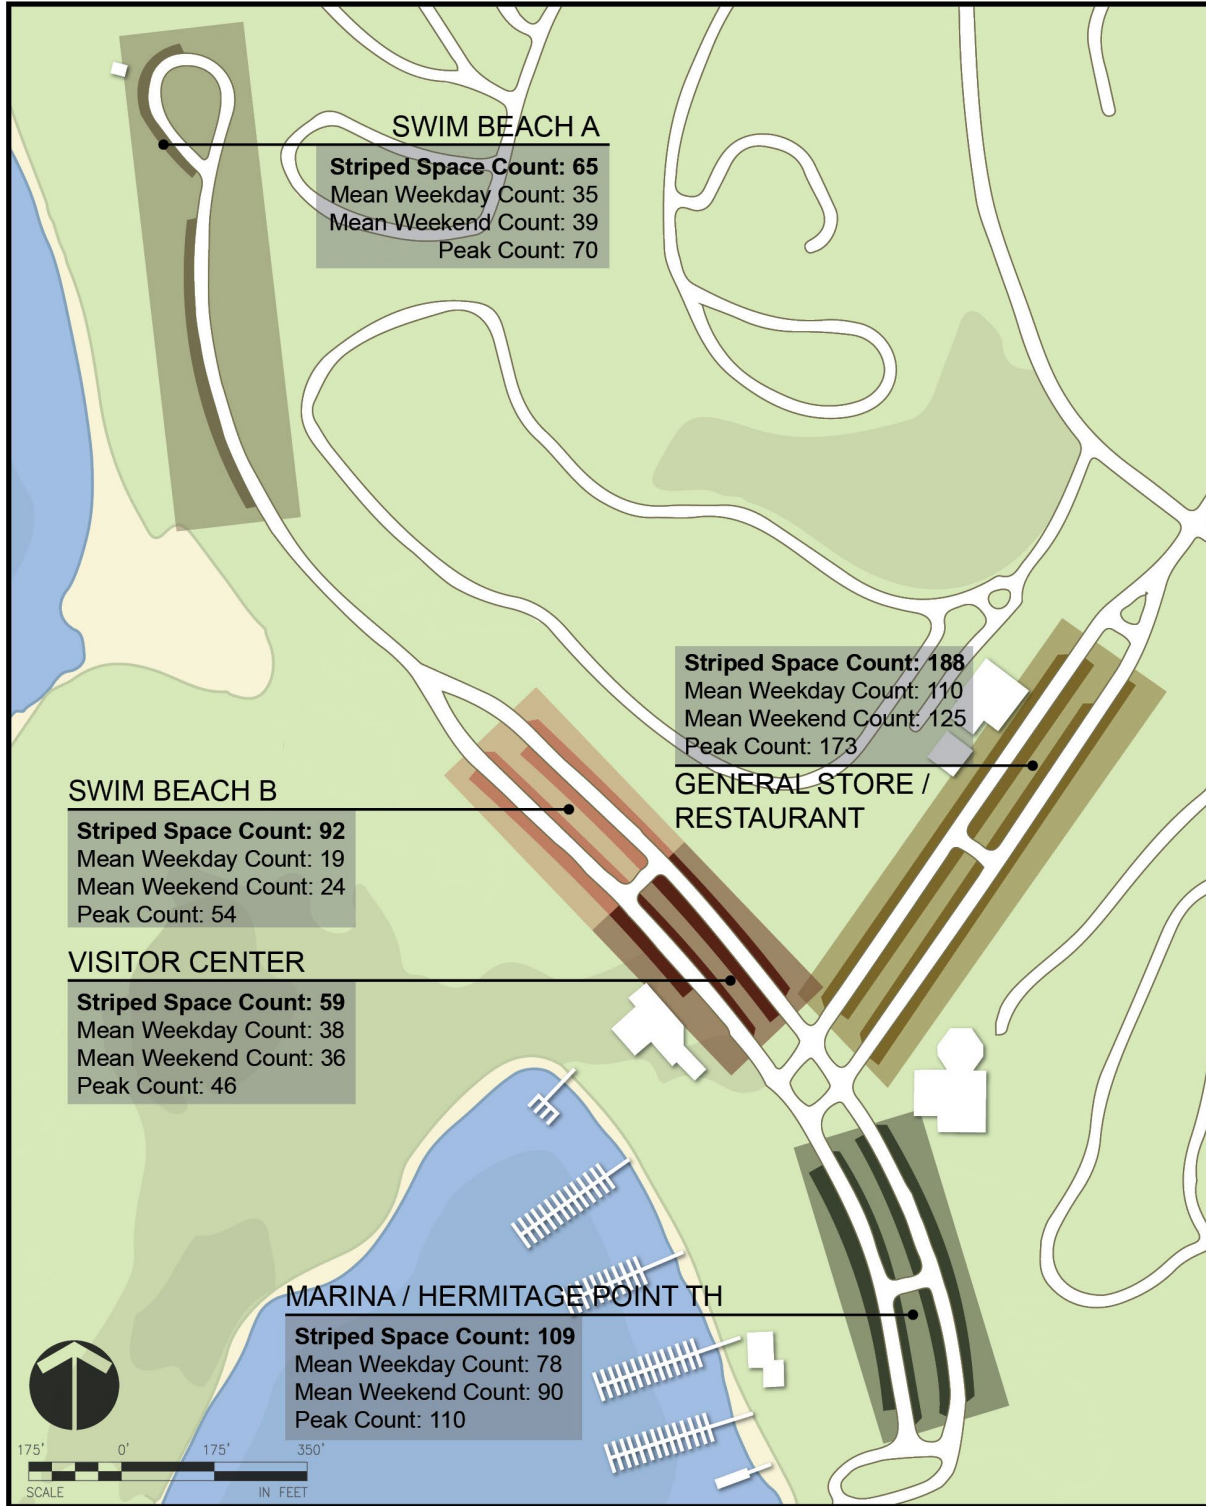 SWIM BEACH A
Striped Space Count: 65
Mean Weekday Count: 35
Mean Weekend Count: 39
Peak Count: 70
Striped Space Count: 188
Mean Weekday Count: 110
Mean Weekend Count: 125
Peak Count: 173
GENERAL STORE /
RESTAURANT
SWIM BEACH B
Striped Space Count: 92
Mean Weekday Count: 19
Mean Weekend Count: 24
Peak Count: 54
VISITOR CENTER
Striped Space Count: 59
Mean Weekday Count: 38
Mean Weekend Count: 36
Peak Count: 46
MARINA / HERMITAGE POINT TH
Striped Space Count: 109
Mean Weekday Count: 78
Mean Weekend Count: 90
Peak Count: 110
175' 0' 175' 350'
SCALE IN FEET